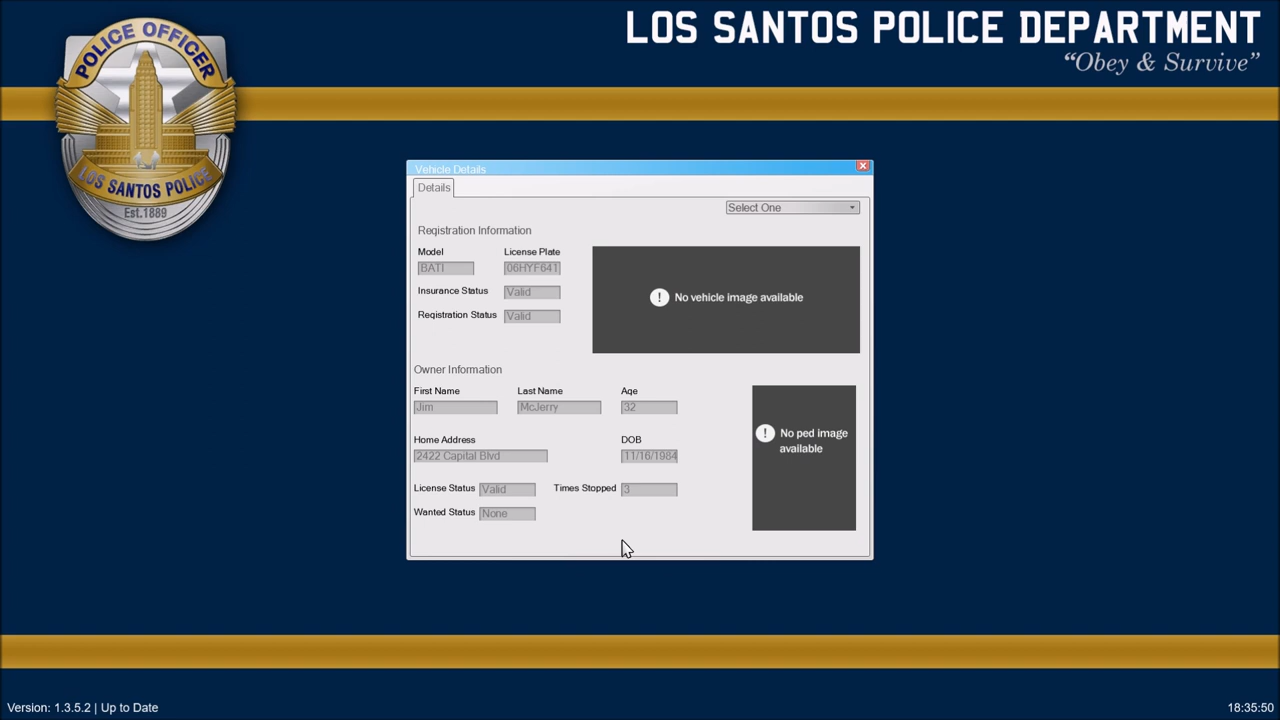 LOS SANTOS POLICE DEPARTMENT
“Obey & Survive”
POLICE OFFICER
LOS SANTOS POLICE
Est.1889
Vehicle Details
Details
Select One
Registration Information
Model License Plate
BATI 06HYF641
No vehicle image available
Insurance Status Valid
Registration Status Valid
Owner Information
First Name Last Name Age
Jim McJerry 32
No ped image
available
Home Address DOB
2422 Capital Blvd 11/16/1984
License Status Valid Times Stopped 3
Wanted Status None
Version: 1.3.5.2 | Up to Date
18:35:50